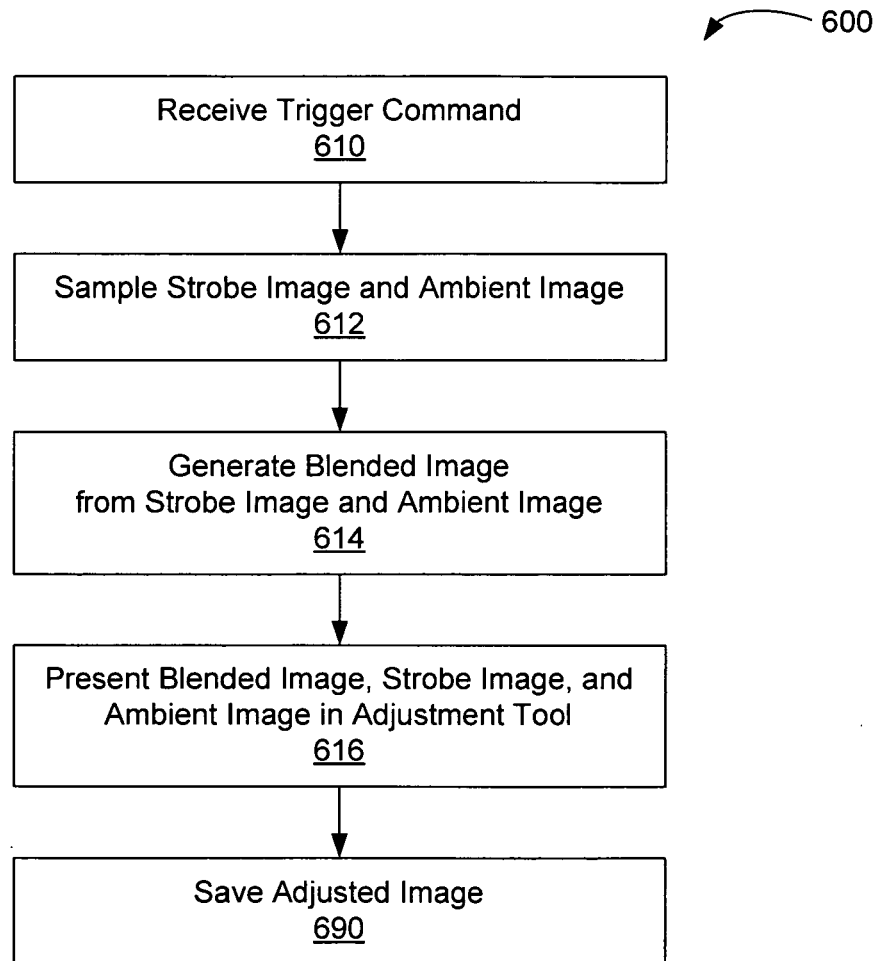 600
Receive Trigger Command
610
Sample Strobe Image and Ambient Image
612
Generate Blended Image
from Strobe Image and Ambient Image
614
Present Blended Image, Strobe Image, and
Ambient Image in Adjustment Tool
616
Save Adjusted Image
690